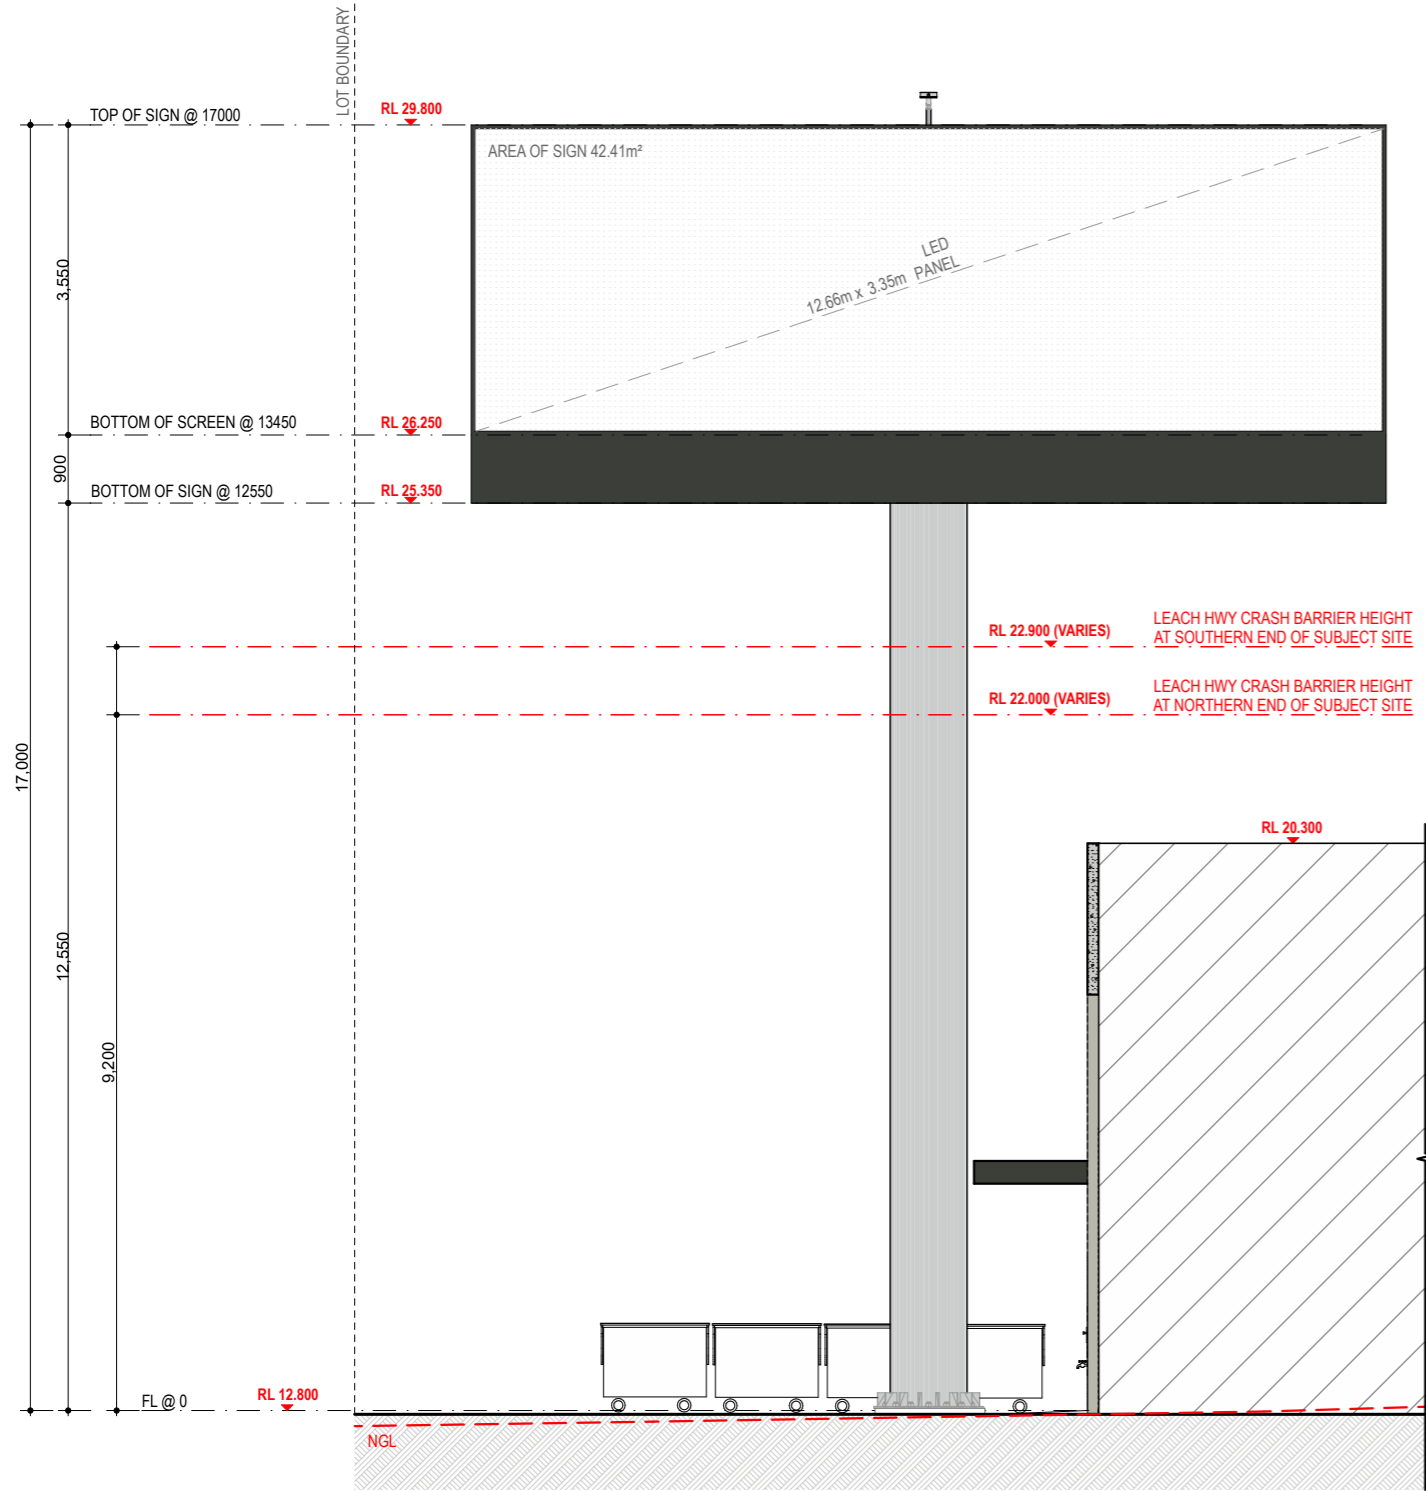 LOT BOUNDARY
TOP OF SIGN @ 17000
RL 29.800
AREA OF SIGN 42.41m²
LED
12.66m x 3.35m PANEL
3,550
BOTTOM OF SCREEN @ 13450
RL 26.250
900
BOTTOM OF SIGN @ 12550
RL 25.350
RL 22.900 (VARIES)
LEACH HWY CRASH BARRIER HEIGHT
AT SOUTHERN END OF SUBJECT SITE
RL 22.000 (VARIES)
LEACH HWY CRASH BARRIER HEIGHT
AT NORTHERN END OF SUBJECT SITE
17,000
RL 20.300
12,550
9,200
FL @ 0
RL 12.800
NGL